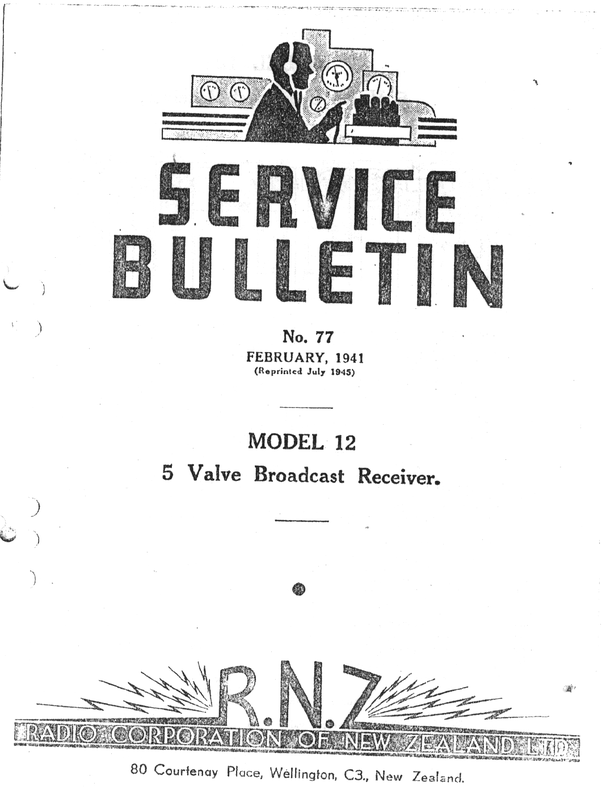 SERVICE
BULLETIN
No. 77
FEBRUARY, 1941
(Reprinted July 1945)
MODEL 12
5 Valve Broadcast Receiver.
R.N.Z
RADIO CORPORATION OF NEW ZEALAND LTD.
80 Courtenay Place, Wellington, C3., New Zealand.